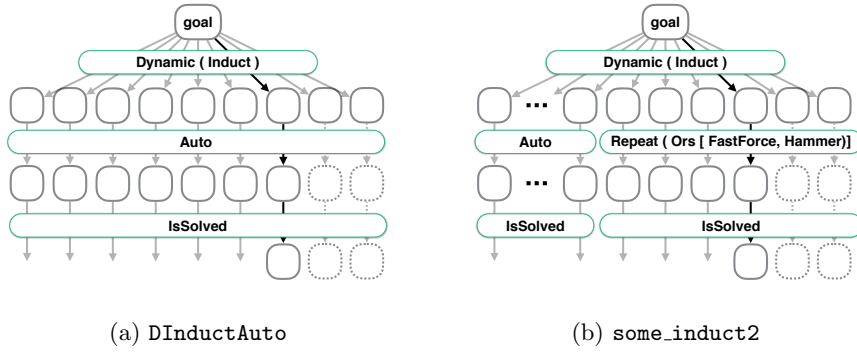 goal
Dynamic ( Induct )
Auto
IsSolved
(a) DInductAuto
goal
Dynamic ( Induct )
...
Auto
Repeat ( Ors [ FastForce, Hammer)]
...
IsSolved
IsSolved
(b) some_induct2